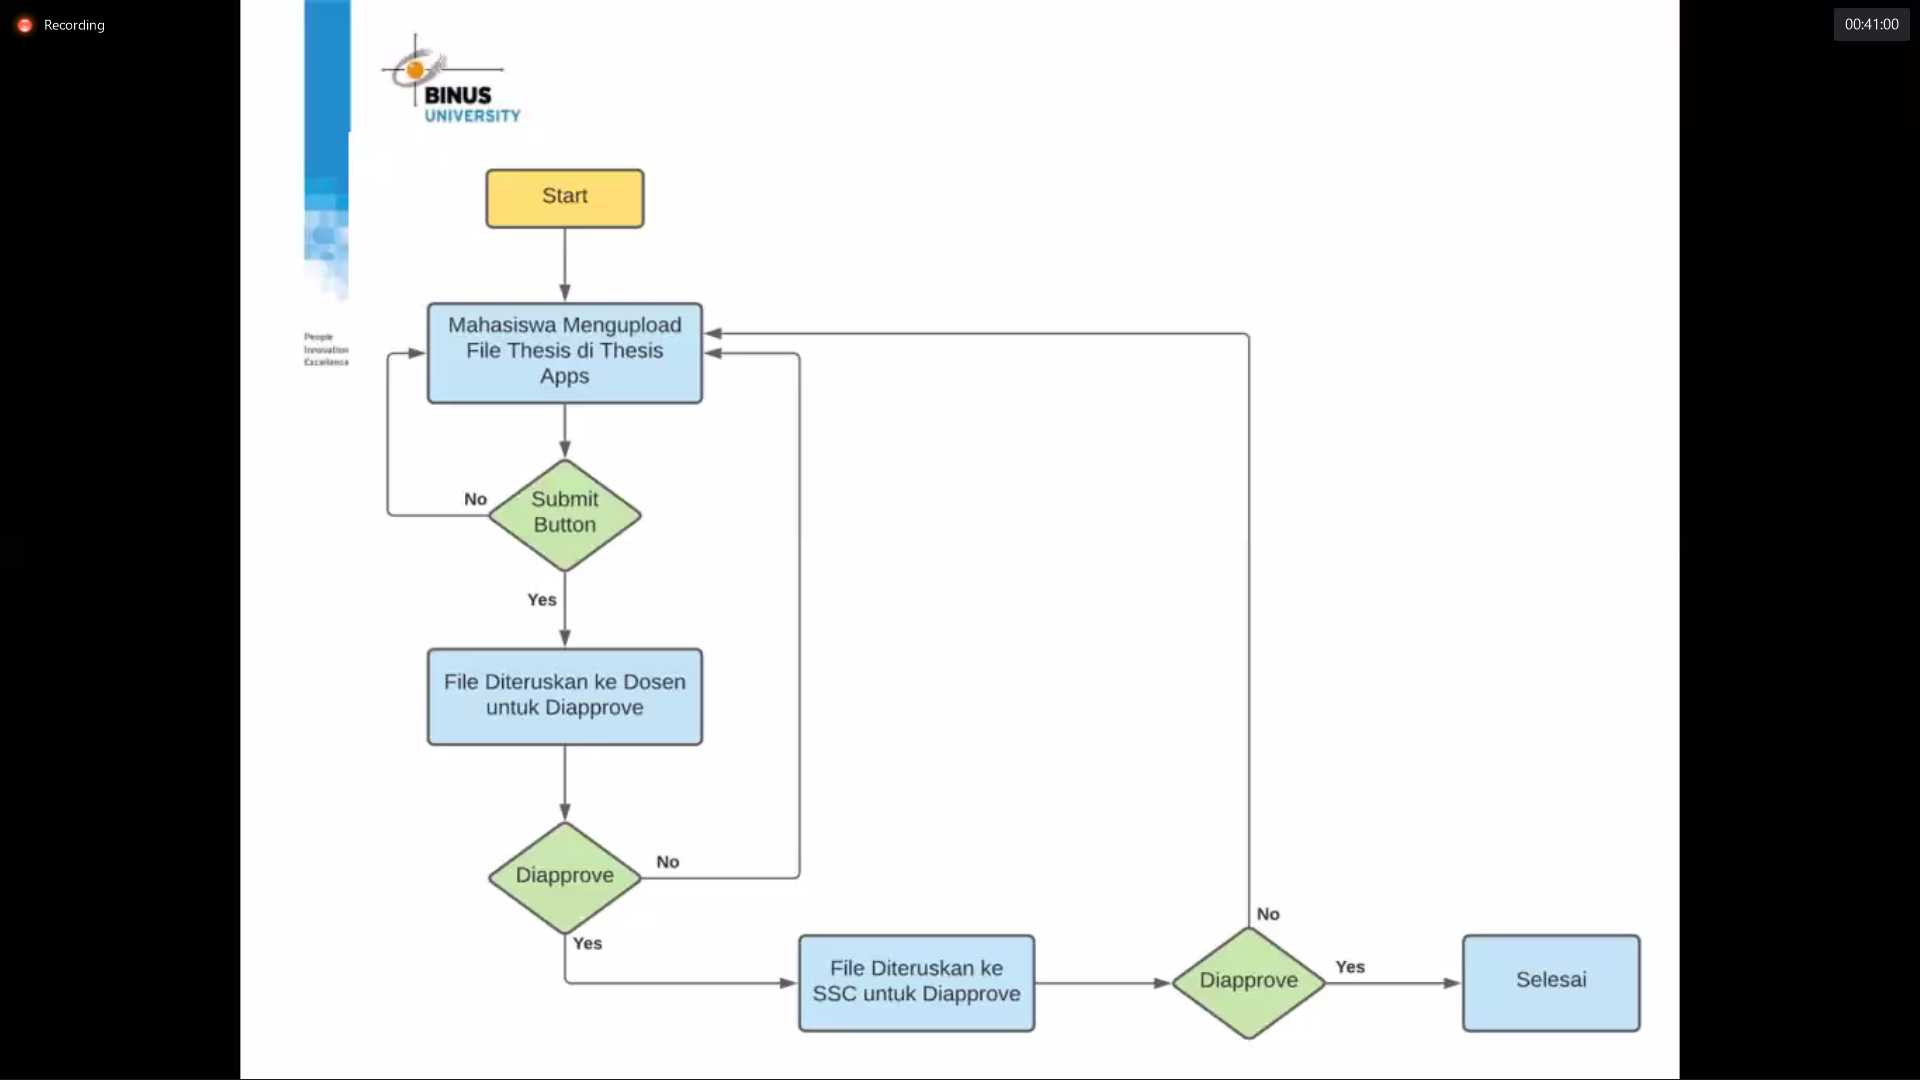 Recording
00:41:00
BINUS
UNIVERSITY
Start
Mahasiswa Mengupload
File Thesis di Thesis
Apps
People
Innovation
Excellence
No
Submit
Button
Yes
File Diteruskan ke Dosen
untuk Diapprove
Diapprove
No
Yes
File Diteruskan ke
SSC untuk Diapprove
No
Diapprove
Yes
Selesai